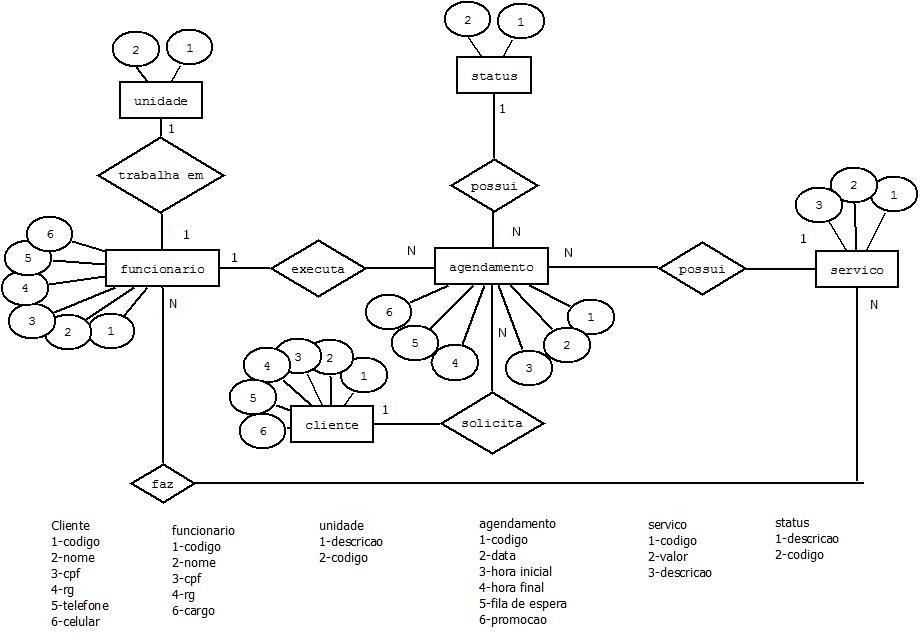 2 1
2 1
status
unidade
1
1
trabalha em
possui
3 2 1
1
N
N
N
1
1
6
5
4
3
2
1
funcionario
executa
agendamento
possui
servico
N
N
6
5
4
3
2
1
N
6
5
4
3
2
1
cliente
1
solicita
faz
Cliente
1-codigo
2-nome
3-cpf
4-rg
5-telefone
6-celular
funcionario
1-codigo
2-nome
3-cpf
4-rg
6-cargo
unidade
1-descricao
2-codigo
agendamento
1-codigo
2-data
3-hora inicial
4-hora final
5-fila de espera
6-promocao
servico
1-codigo
2-valor
3-descricao
status
1-descricao
2-codigo